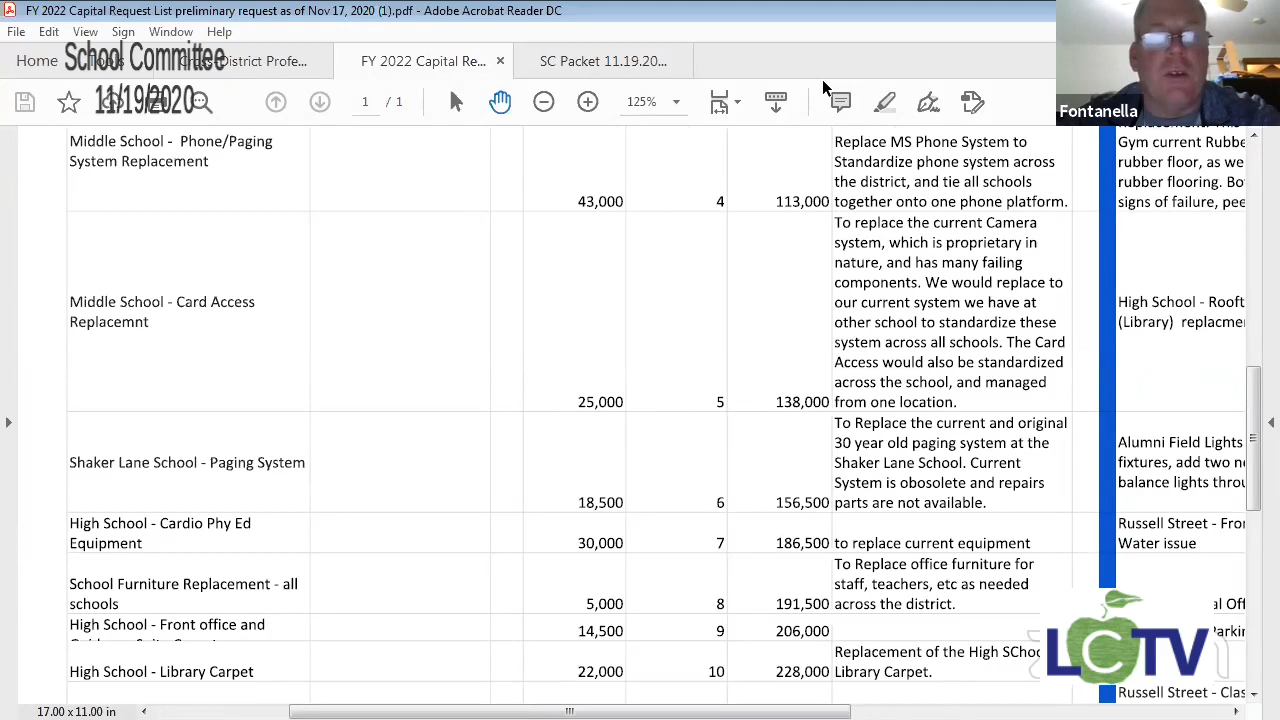 FY 2022 Capital Request List preliminary request as of Nov 17, 2020 (1).pdf - Adobe Acrobat Reader DC
File Edit View Sign Window Help
School Committee
11/19/2020
Home Tools District Profe... FY 2022 Capital Re... × SC Packet 11.19.20...
1 / 1 125%
Fontanella
Middle School - Phone/Paging
System Replacement
43,000 4 113,000
Replace MS Phone System to
Standardize phone system across
the district, and tie all schools
together onto one phone platform.
Gym current Rubbe
rubber floor, as we
rubber flooring. Bo
signs of failure, pee
Middle School - Card Access
Replacemnt
25,000 5 138,000
To replace the current Camera
system, which is proprietary in
nature, and has many failing
components. We would replace to
our current system we have at
other school to standardize these
system across all schools. The Card
Access would also be standardized
across the school, and managed
from one location.
High School - Rooft
(Library) replacme
Shaker Lane School - Paging System
18,500 6 156,500
To Replace the current and original
30 year old paging system at the
Shaker Lane School. Current
System is obosolete and repairs
parts are not available.
Alumni Field Lights
fixtures, add two n
balance lights throu
High School - Cardio Phy Ed
Equipment
30,000 7 186,500 to replace current equipment
Russell Street - Fron
Water issue
School Furniture Replacement - all
schools
5,000 8 191,500
To Replace office furniture for
staff, teachers, etc as needed
across the district.
al Off
High School - Front office and
14,500 9 206,000
Parkin
High School - Library Carpet
22,000 10 228,000
Replacement of the High SChoo
Library Carpet.
Russell Street - Clas
LCTV
17.00 x 11.00 in